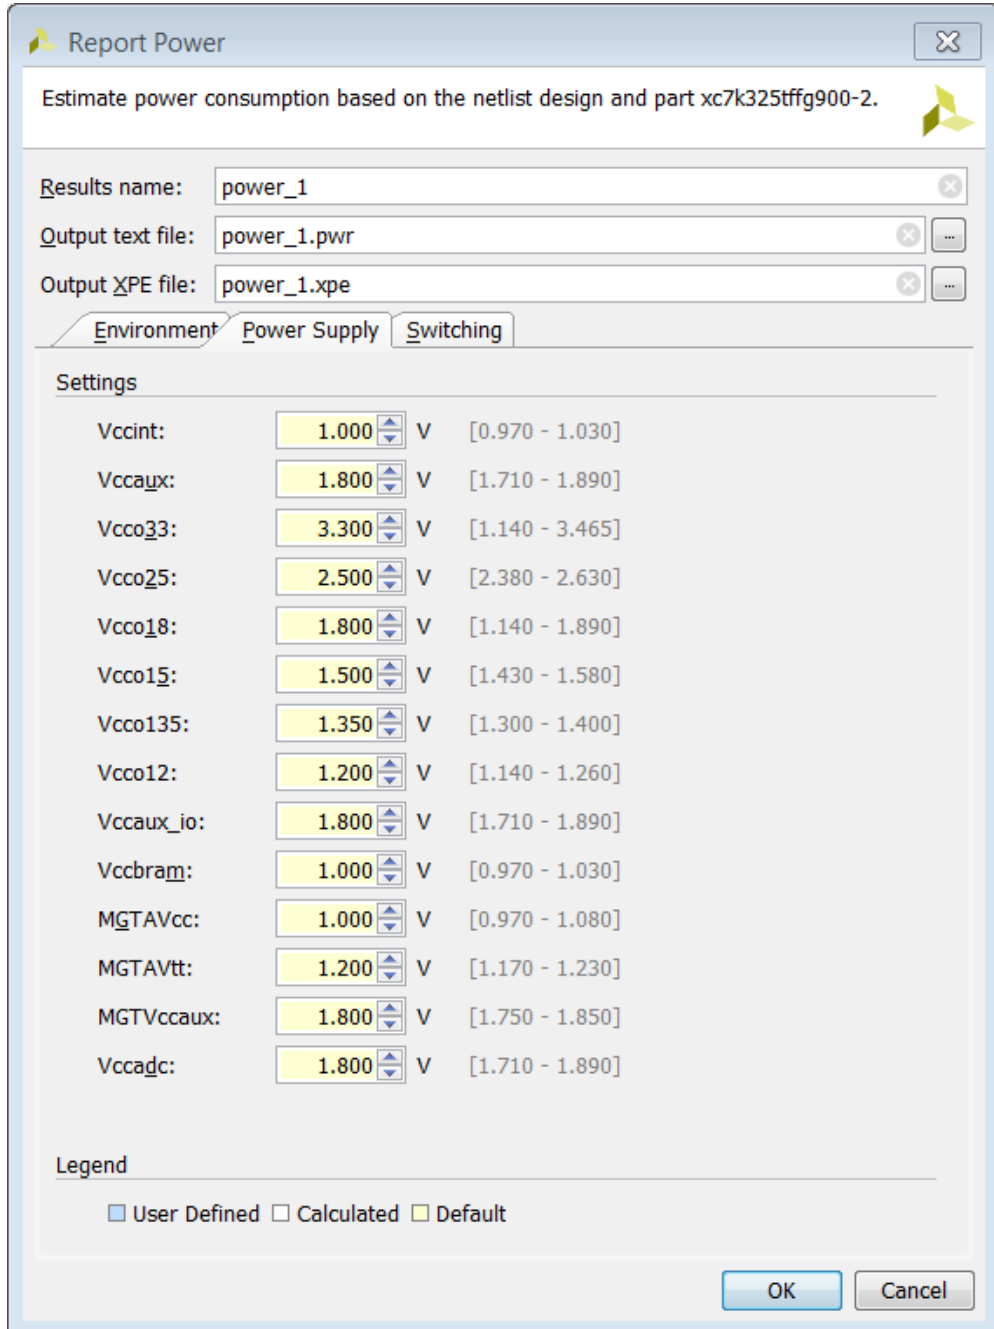 Report Power
Estimate power consumption based on the netlist design and part xc7k325tffg900-2.
Results name: power_1
Output text file: power_1.pwr ...
Output XPE file: power_1.xpe ...
Environment Power Supply Switching
Settings
Vccint: 1.000 V [0.970 - 1.030]
Vccaux: 1.800 V [1.710 - 1.890]
Vcco33: 3.300 V [1.140 - 3.465]
Vcco25: 2.500 V [2.380 - 2.630]
Vcco18: 1.800 V [1.140 - 1.890]
Vcco15: 1.500 V [1.430 - 1.580]
Vcco135: 1.350 V [1.300 - 1.400]
Vcco12: 1.200 V [1.140 - 1.260]
Vccaux_io: 1.800 V [1.710 - 1.890]
Vccbram: 1.000 V [0.970 - 1.030]
MGTAVcc: 1.000 V [0.970 - 1.080]
MGTAVtt: 1.200 V [1.170 - 1.230]
MGTVccaux: 1.800 V [1.750 - 1.850]
Vccadc: 1.800 V [1.710 - 1.890]
Legend
User Defined Calculated Default
OK Cancel